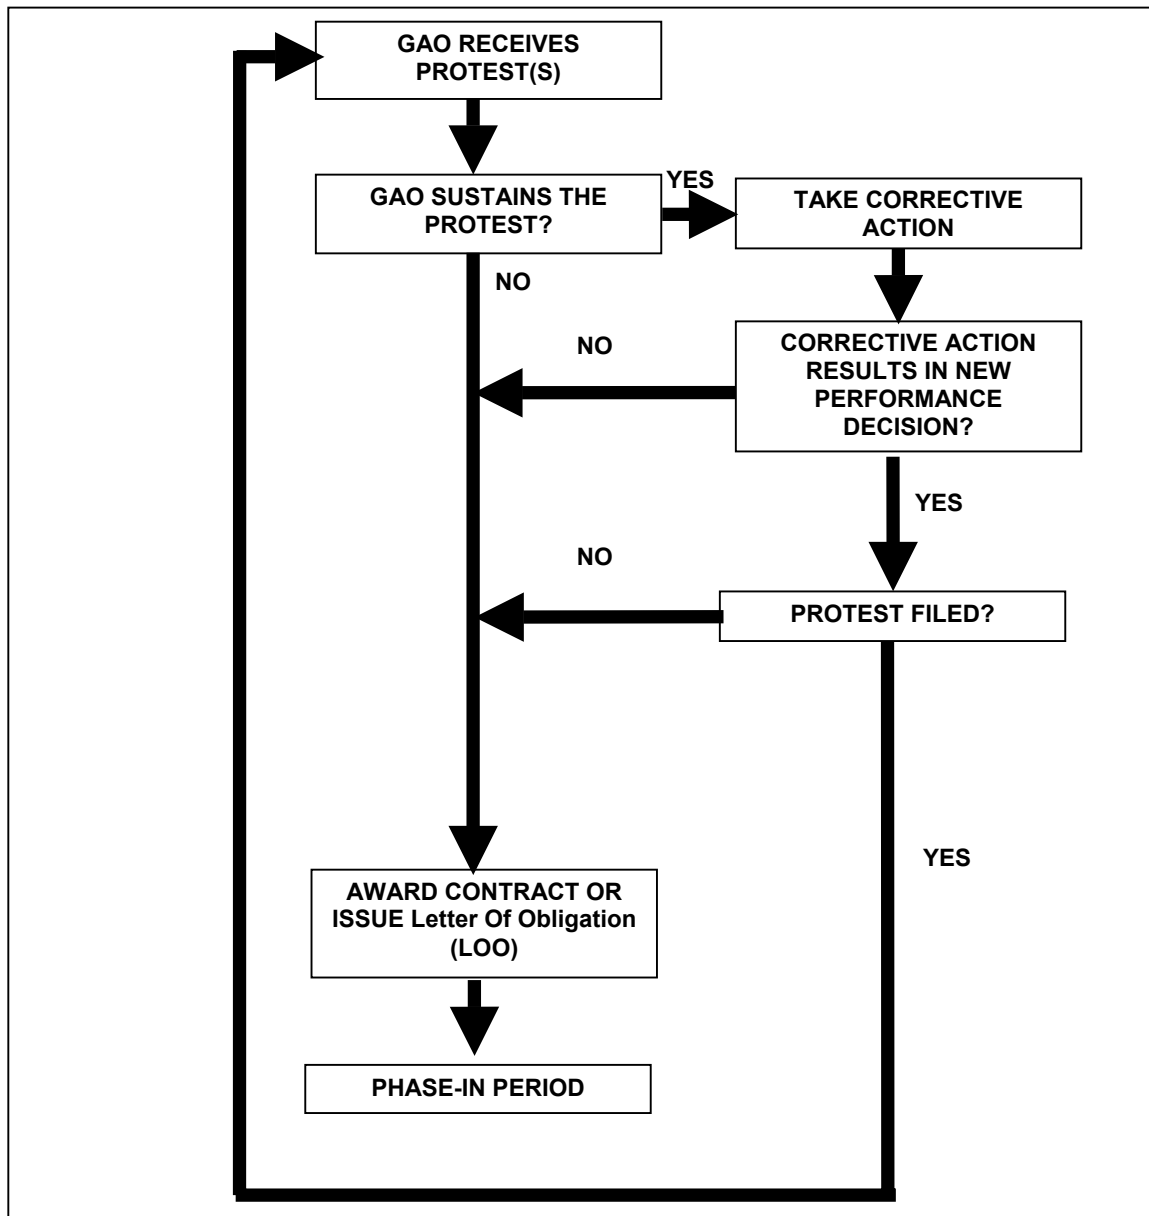 GAO RECEIVES
PROTEST(S)
GAO SUSTAINS THE
PROTEST?
YES
TAKE CORRECTIVE
ACTION
NO
CORRECTIVE ACTION
RESULTS IN NEW
PERFORMANCE
DECISION?
NO
YES
PROTEST FILED?
NO
YES
AWARD CONTRACT OR
ISSUE Letter Of Obligation
(LOO)
PHASE-IN PERIOD